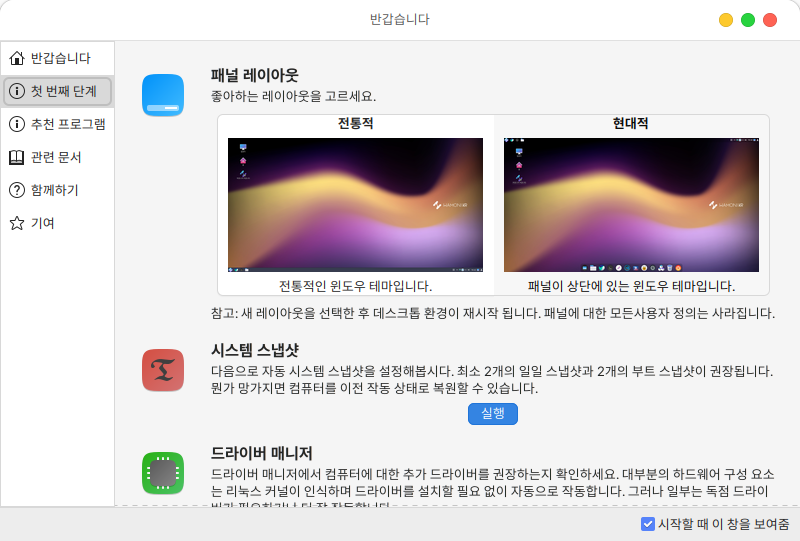 반갑습니다
반갑습니다
첫 번째 단계
추천 프로그램
관련 문서
함께하기
기여
패널 레이아웃
좋아하는 레이아웃을 고르세요.
전통적
현대적
전통적인 윈도우 테마입니다.
패널이 상단에 있는 윈도우 테마입니다.
참고: 새 레이아웃을 선택한 후 데스크톱 환경이 재시작 됩니다. 패널에 대한 모든사용자 정의는 사라집니다.
시스템 스냅샷
다음으로 자동 시스템 스냅샷을 설정해봅시다. 최소 2개의 일일 스냅샷과 2개의 부트 스냅샷이 권장됩니다.
뭔가 망가지면 컴퓨터를 이전 작동 상태로 복원할 수 있습니다.
실행
드라이버 매니저
드라이버 매니저에서 컴퓨터에 대한 추가 드라이버를 권장하는지 확인하세요. 대부분의 하드웨어 구성 요소
는 리눅스 커널이 인식하며 드라이버를 설치할 필요 없이 자동으로 작동합니다. 그러나 일부는 독점 드라이
시작할 때 이 창을 보여줌